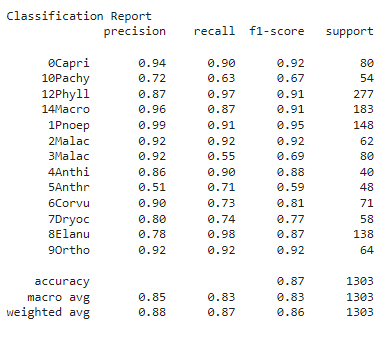 Classification Report
precision recall f1-score support
0Capri 0.94 0.90 0.92 80
10Pachy 0.72 0.63 0.67 54
12Phyll 0.87 0.97 0.91 277
14Macro 0.96 0.87 0.91 183
1Pnoep 0.99 0.91 0.95 148
2Malac 0.92 0.92 0.92 62
3Malac 0.92 0.55 0.69 80
4Anthi 0.86 0.90 0.88 40
5Anthr 0.51 0.71 0.59 48
6Corvu 0.90 0.73 0.81 71
7Dryoc 0.80 0.74 0.77 58
8Elanu 0.78 0.98 0.87 138
9Ortho 0.92 0.92 0.92 64
accuracy 0.87 1303
macro avg 0.85 0.83 0.83 1303
weighted avg 0.88 0.87 0.86 1303